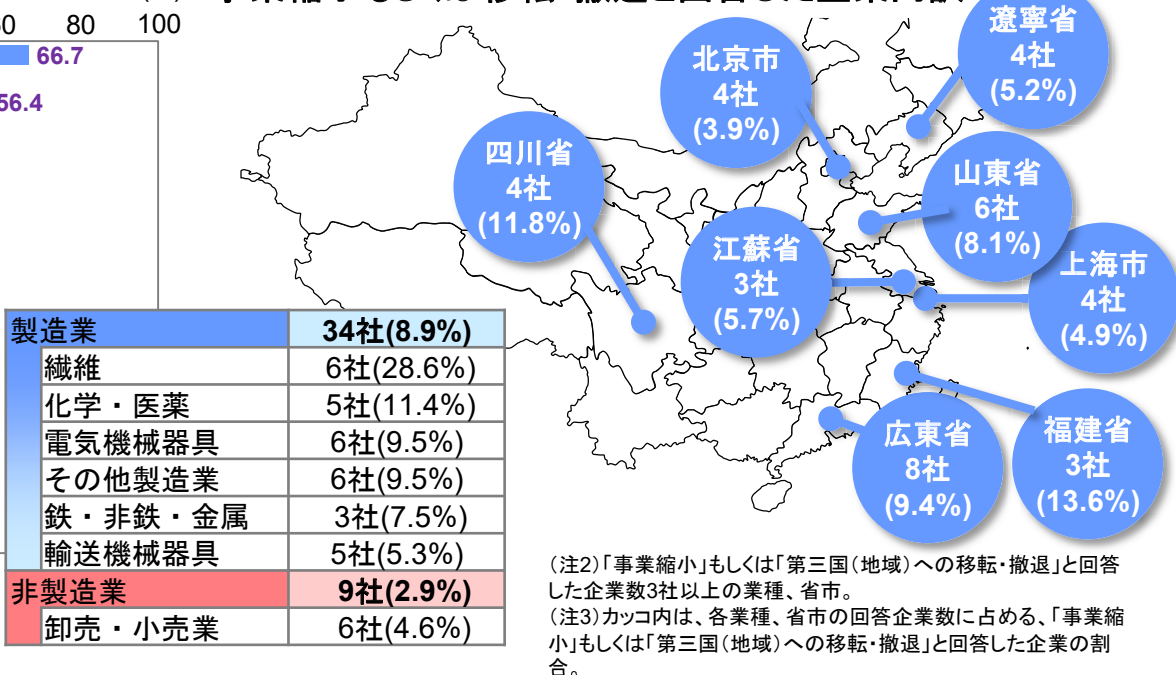 60 80 100
66.7
56.4
遼寧省
4社
(5.2%)
北京市
4社
(3.9%)
四川省
4社
(11.8%)
山東省
6社
(8.1%)
江蘇省
3社
(5.7%)
上海市
4社
(4.9%)
広東省
8社
(9.4%)
福建省
3社
(13.6%)
製造業 34社(8.9%)
繊維 6社(28.6%)
化学・医薬 5社(11.4%)
電気機械器具 6社(9.5%)
その他製造業 6社(9.5%)
鉄・非鉄・金属 3社(7.5%)
輸送機械器具 5社(5.3%)
非製造業 9社(2.9%)
卸売・小売業 6社(4.6%)
(注2)「事業縮小」もしくは「第三国(地域)への移転・撤退」と回答
した企業数3社以上の業種、省市。
(注3)カッコ内は、各業種、省市の回答企業数に占める、「事業縮
小」もしくは「第三国(地域)への移転・撤退」と回答した企業の割
合。